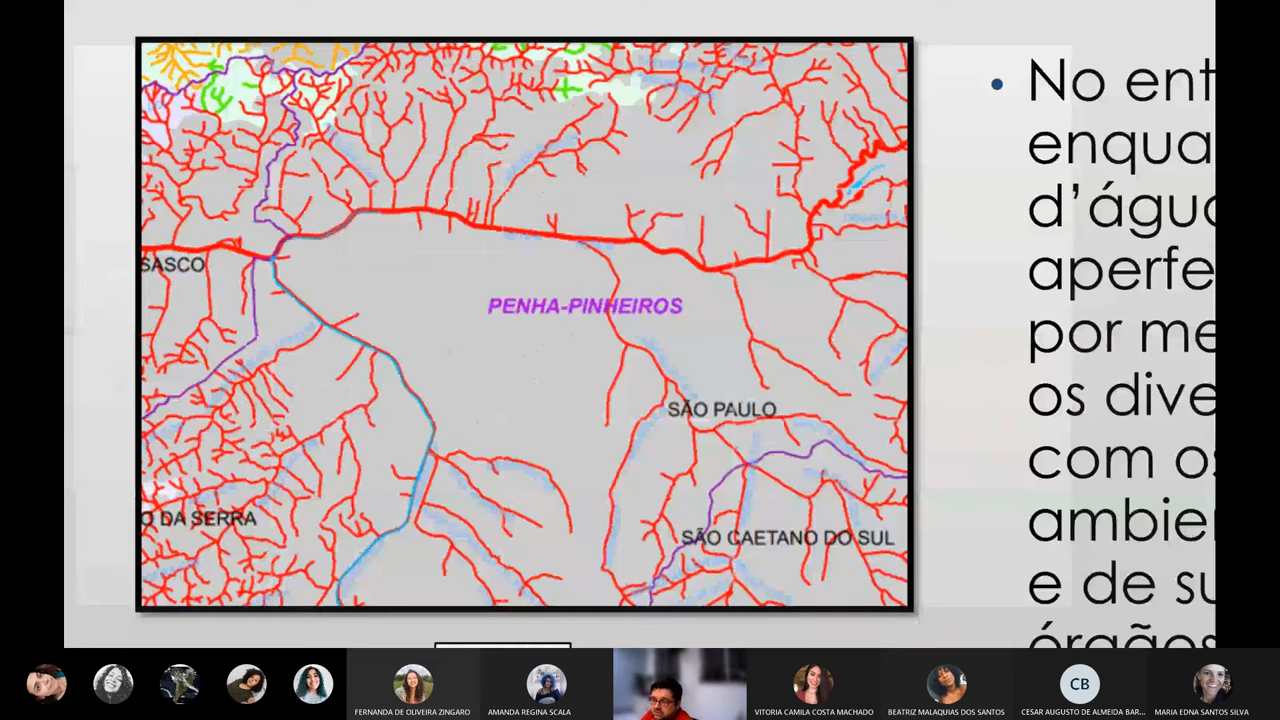 SASCO
PENHA-PINHEIROS
SÃO PAULO
O DA SERRA
SÃO CAETANO DO SUL
• No ent
enqua
d’água
aperfe
por me
os dive
com os
ambier
e de su
órgãos
FERNANDA DE OLIVEIRA ZINGARO
AMANDA REGINA SCALA
VITORIA CAMILA COSTA MACHADO
BEATRIZ MALAQUIAS DOS SANTOS
CB
CESAR AUGUSTO DE ALMEIDA BAR...
MARIA EDNA SANTOS SILVA